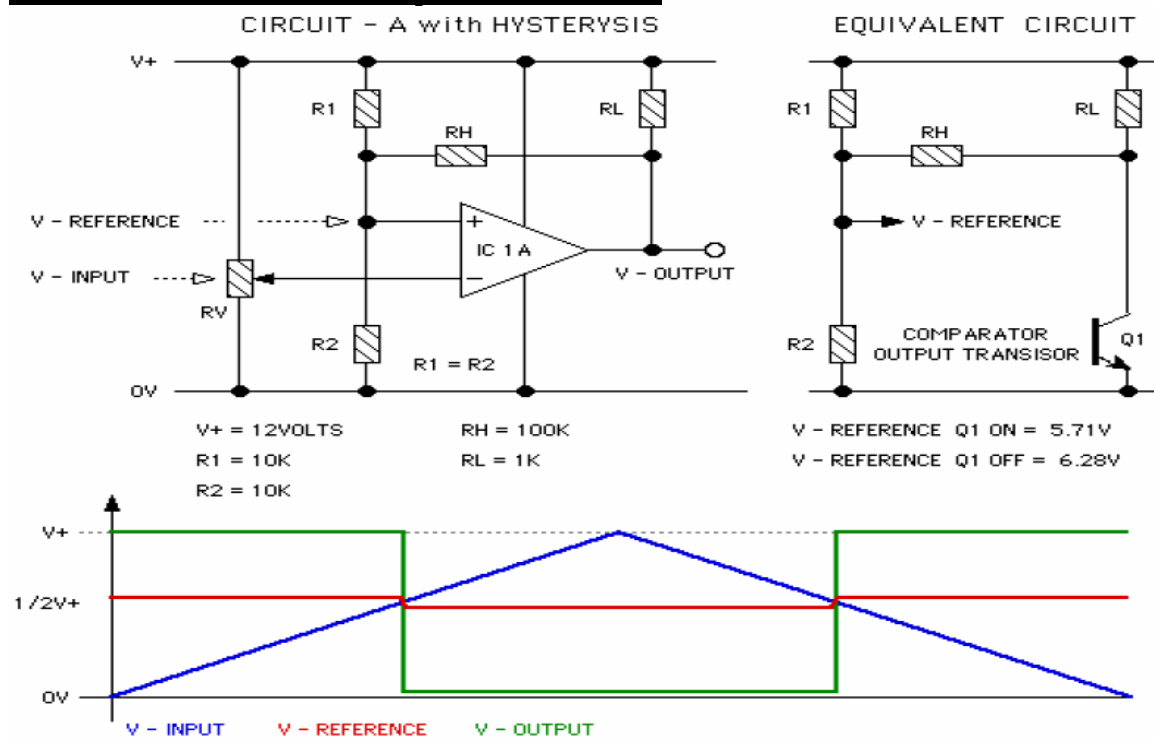 CIRCUIT - A with HYSTERYSIS
EQUIVALENT CIRCUIT
V+
R1
RL
RH
R1
RL
RH
V - REFERENCE
+
IC 1 A
V - REFERENCE
V - INPUT
-
V - OUTPUT
RV
R2
R1 = R2
R2
COMPARATOR
OUTPUT TRANSISOR
Q1
0V
V+ = 12VOLTS
RH = 100K
V - REFERENCE Q1 ON = 5.71V
R1 = 10K
RL = 1K
V - REFERENCE Q1 OFF = 6.28V
R2 = 10K
V+
1/2V+
0V
V - INPUT
V - REFERENCE
V - OUTPUT